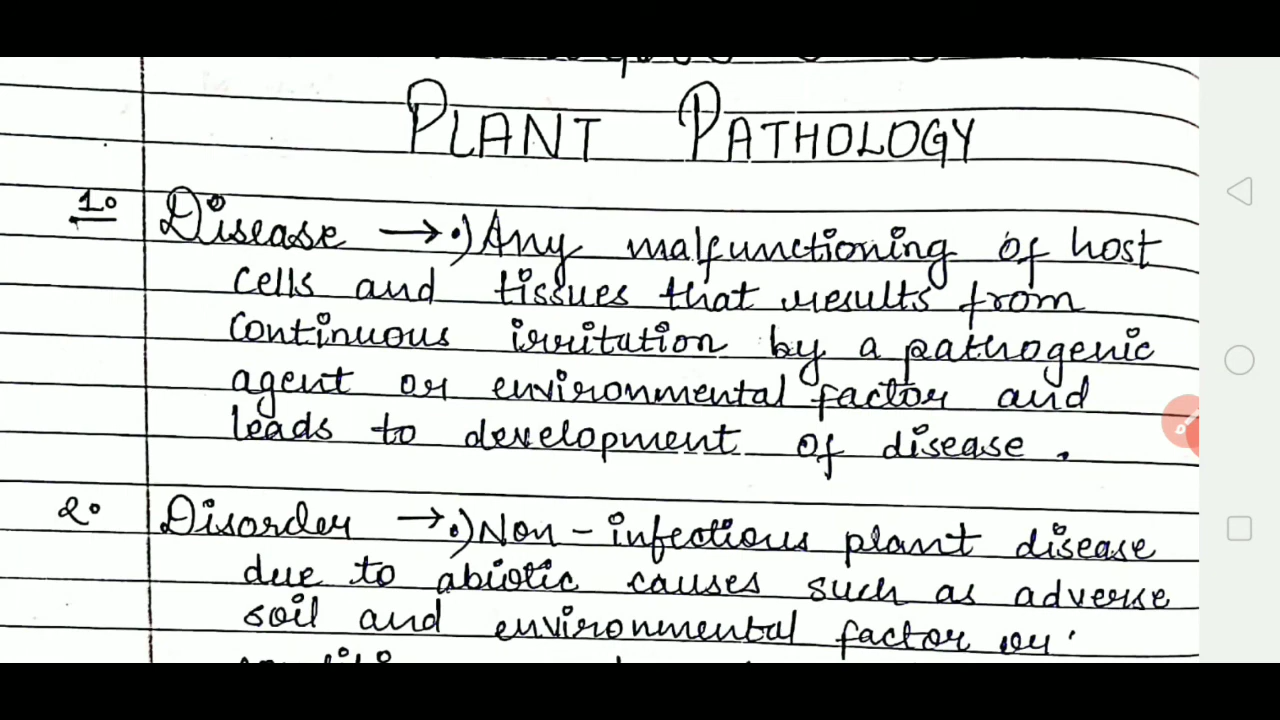 PLANT PATHOLOGY
1. Disease → •) Any malfunctioning of host
cells and tissues that results from
continuous irritation by a pathogenic
agent or environmental factor and
leads to development of disease.
2. Disorder → •) Non-infectious plant disease
due to abiotic causes such as adverse
soil and environmental factor or